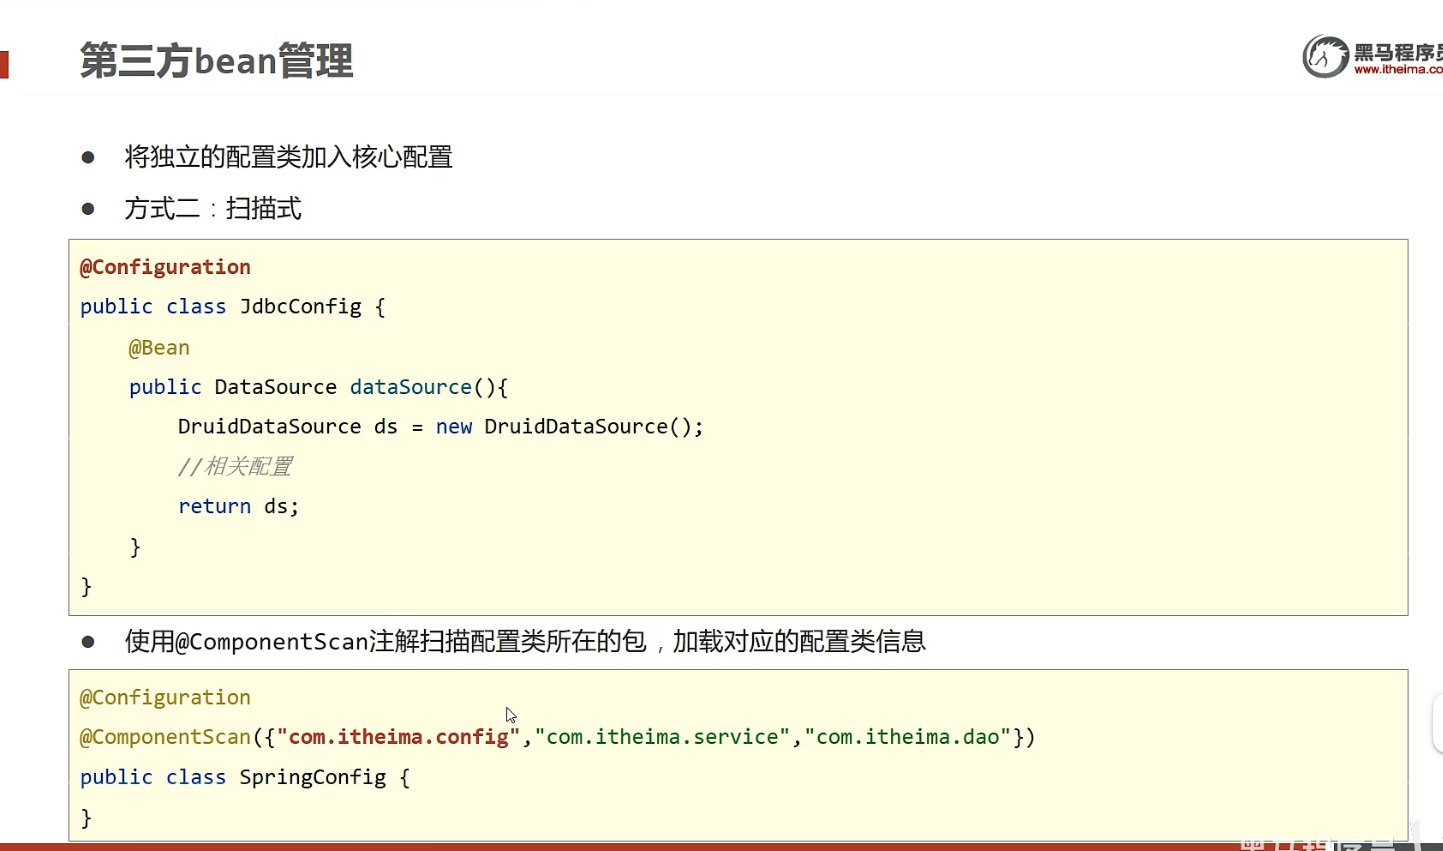 第三方bean管理
黑马程序员
www.itheima.co
● 将独立的配置类加入核心配置
● 方式二：扫描式
@Configuration
public class JdbcConfig {
@Bean
public DataSource dataSource(){
DruidDataSource ds = new DruidDataSource();
//相关配置
return ds;
}
}
● 使用@ComponentScan注解扫描配置类所在的包，加载对应的配置类信息
@Configuration
@ComponentScan({"com.itheima.config","com.itheima.service","com.itheima.dao"})
public class SpringConfig {
}